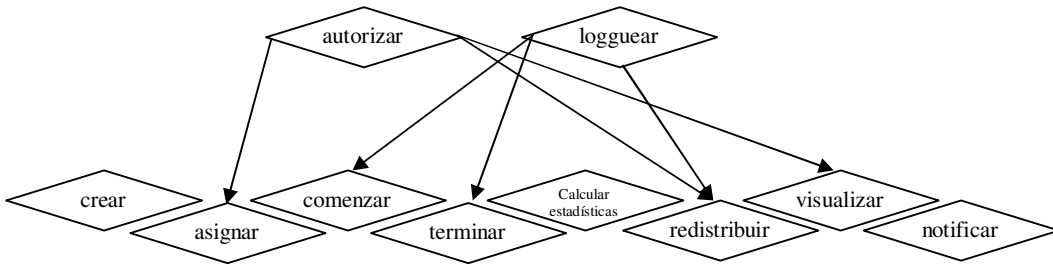 autorizar
logguear
crear
comenzar
Calcular
estadísticas
visualizar
asignar
terminar
redistribuir
notificar